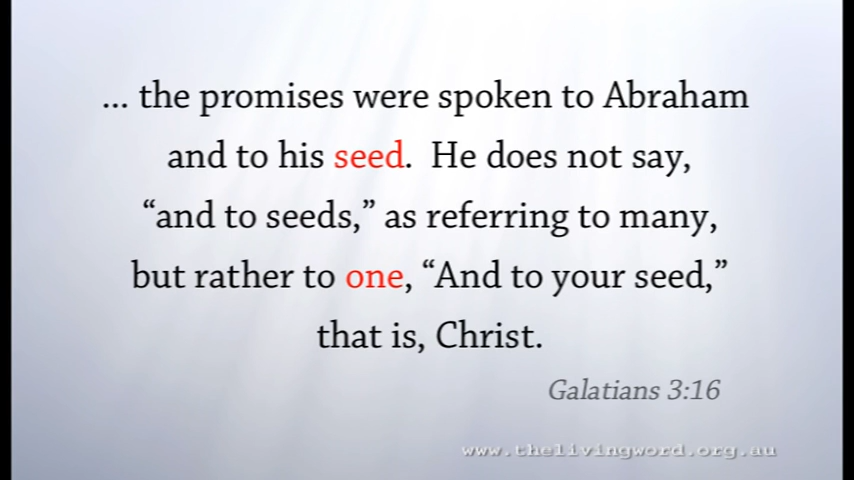 ... the promises were spoken to Abraham
and to his seed.  He does not say,
“and to seeds,” as referring to many,
but rather to one, “And to your seed,”
that is, Christ.
Galatians 3:16
www.thelivingword.org.au